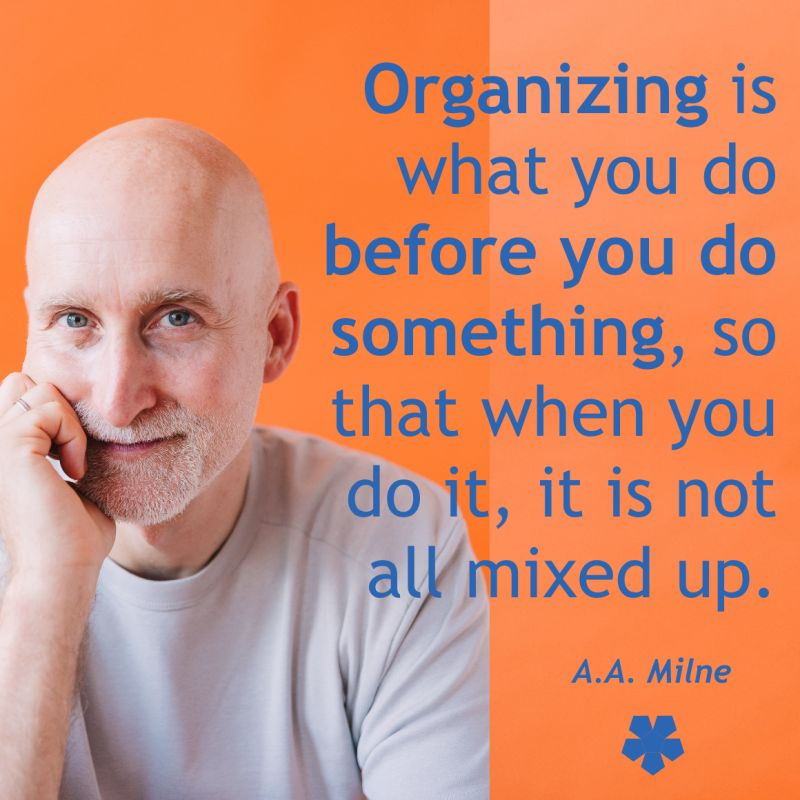 Organizing is
what you do
before you do
something, so
that when you
do it, it is not
all mixed up.
A.A. Milne